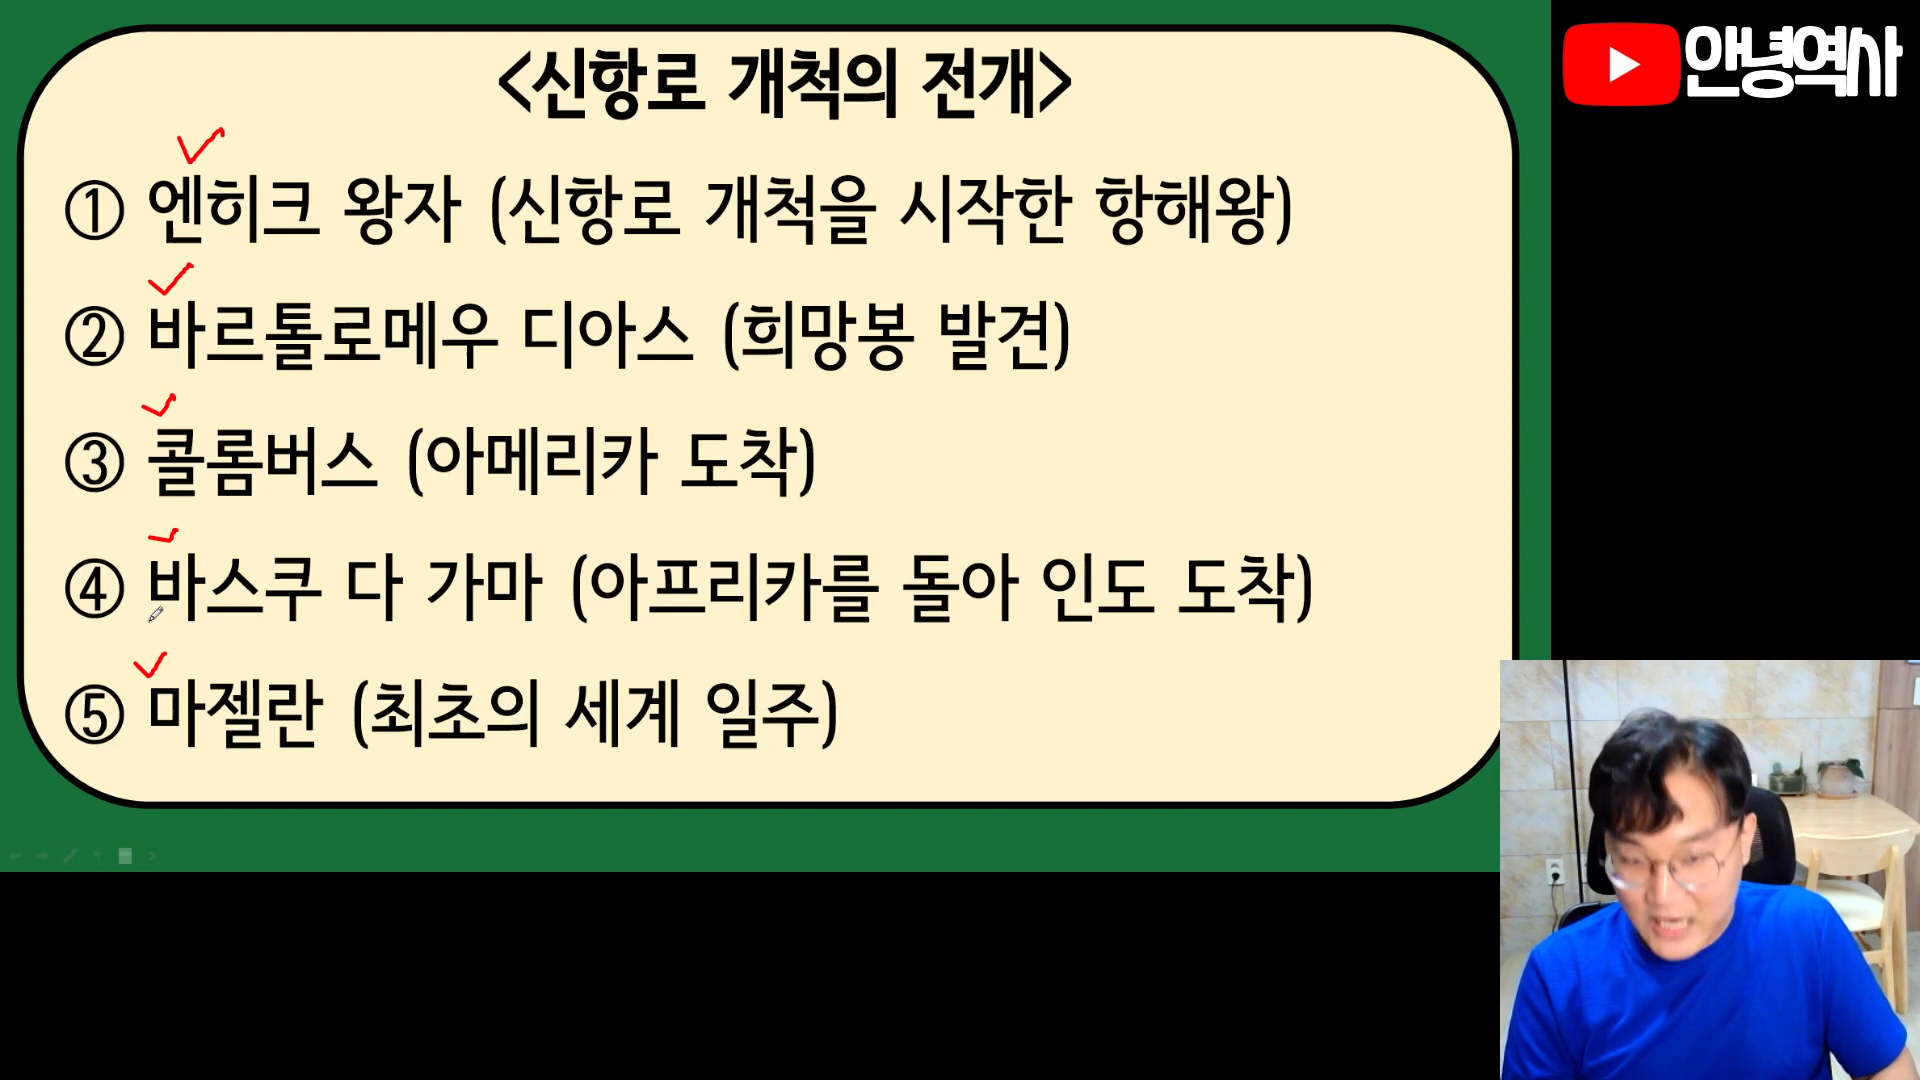 <신항로 개척의 전개>
안녕역사
① 엔히크 왕자 (신항로 개척을 시작한 항해왕)
② 바르톨로메우 디아스 (희망봉 발견)
③ 콜롬버스 (아메리카 도착)
④ 바스쿠 다 가마 (아프리카를 돌아 인도 도착)
⑤ 마젤란 (최초의 세계 일주)